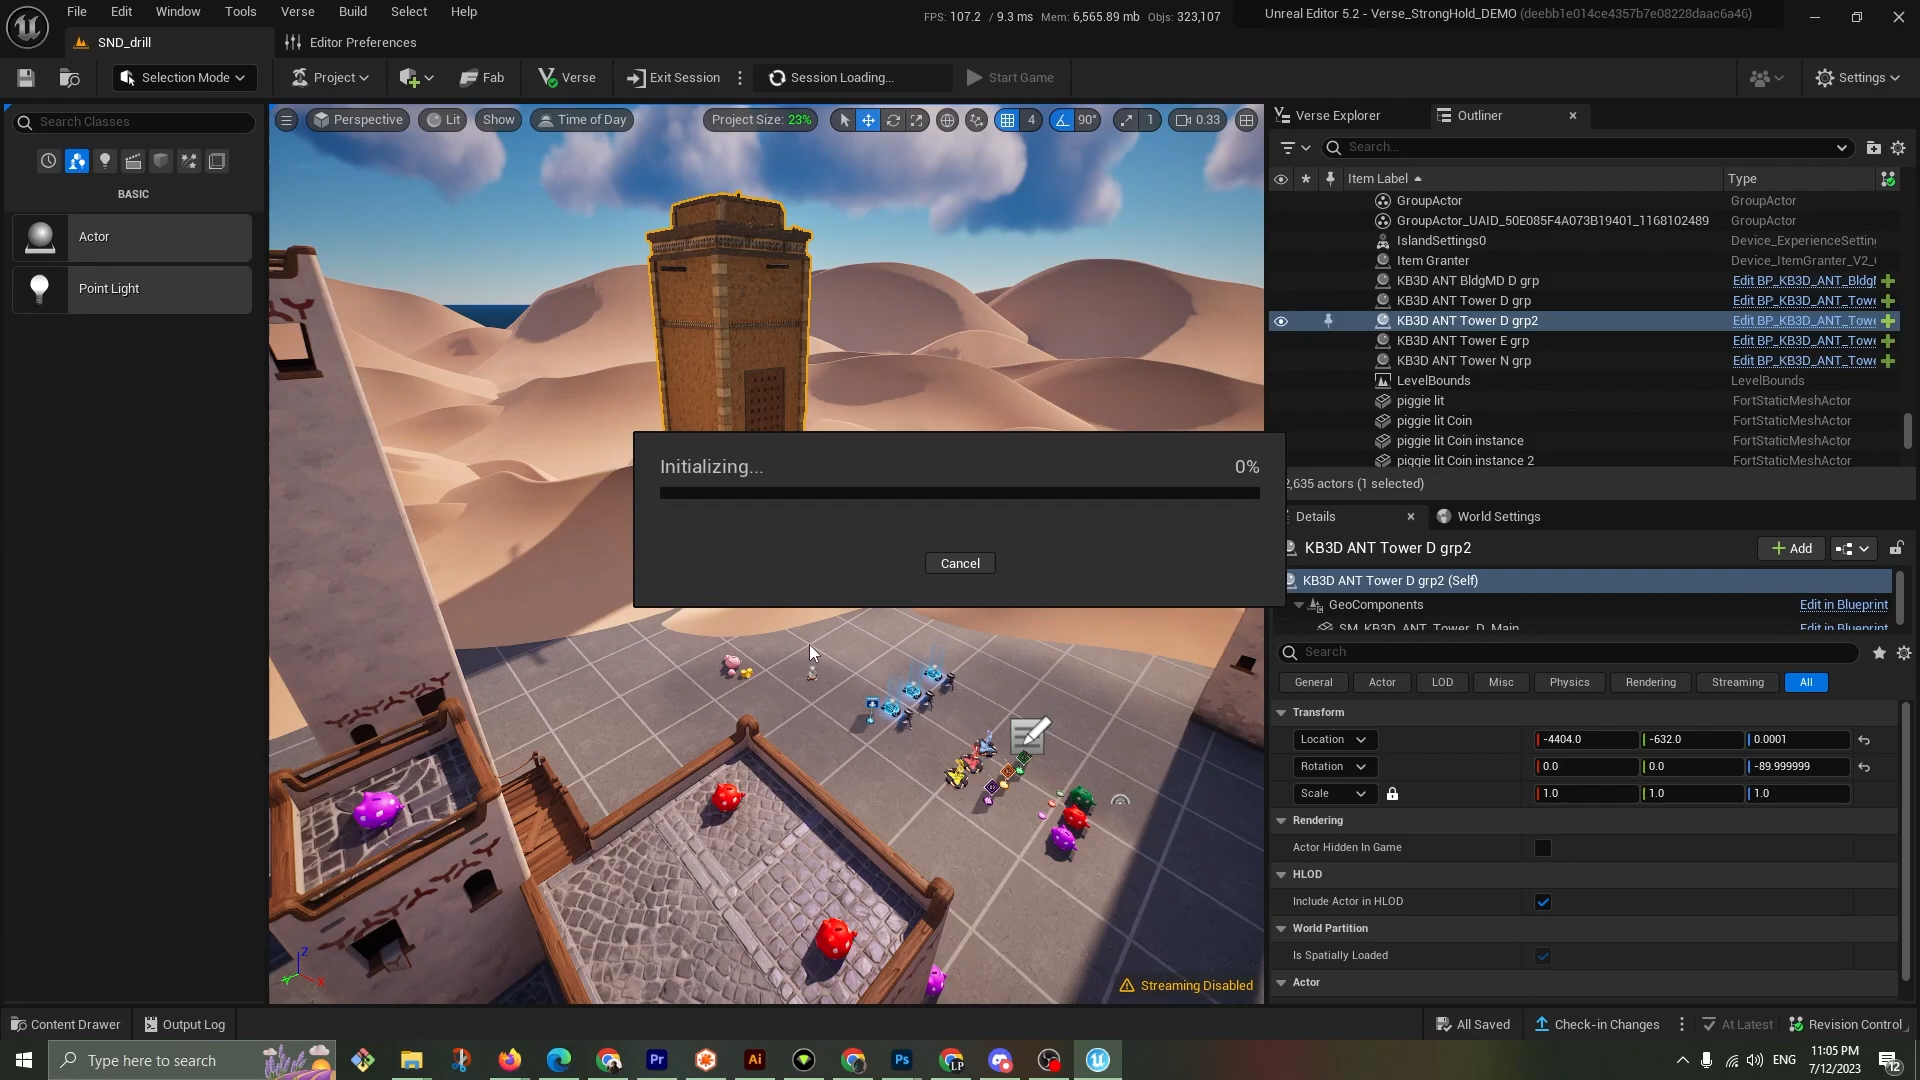 File Edit Window Tools Verse Build Select Help
FPS: 107.2 / 9.3 ms Mem: 6,565.89 mb Objs: 323,107
Unreal Editor 5.2 - Verse_StrongHold_DEMO (deebb1e014ce4357b7e08228daac6a46)
SND_drill
Editor Preferences
Selection Mode
Project
Fab
Verse
Exit Session
Session Loading...
Start Game
Settings
Search Classes
BASIC
Actor
Point Light
Perspective
Lit
Show
Time of Day
Project Size: 23%
4
90°
1
0.33
Initializing...
0%
Cancel
Streaming Disabled
Verse Explorer
Outliner
Search...
Item Label
Type
GroupActor GroupActor
GroupActor_UAID_50E085F4A073B19401_1168102489 GroupActor
IslandSettings0 Device_ExperienceSettin
Item Granter Device_ItemGranter_V2_
KB3D ANT BldgMD D grp Edit BP_KB3D_ANT_Bldg
KB3D ANT Tower D grp Edit BP_KB3D_ANT_Towe
KB3D ANT Tower D grp2 Edit BP_KB3D_ANT_Towe
KB3D ANT Tower E grp Edit BP_KB3D_ANT_Towe
KB3D ANT Tower N grp Edit BP_KB3D_ANT_Towe
LevelBounds LevelBounds
piggie lit FortStaticMeshActor
piggie lit Coin FortStaticMeshActor
piggie lit Coin instance FortStaticMeshActor
piggie lit Coin instance 2 FortStaticMeshActor
2,635 actors (1 selected)
Details
World Settings
KB3D ANT Tower D grp2
Add
KB3D ANT Tower D grp2 (Self)
GeoComponents Edit in Blueprint
SM_KB3D_ANT_Tower_D_Main Edit in Blueprint
Search
General Actor LOD Misc Physics Rendering Streaming All
Transform
Location -4404.0 -632.0 0.0001
Rotation 0.0 0.0 -89.999999
Scale 1.0 1.0 1.0
Rendering
Actor Hidden In Game
HLOD
Include Actor in HLOD
World Partition
Is Spatially Loaded
Actor
Content Drawer
Output Log
All Saved
Check-in Changes
At Latest
Revision Control
Type here to search
Pr
Ai
Ps
LP
ENG
11:05 PM
7/12/2023
12